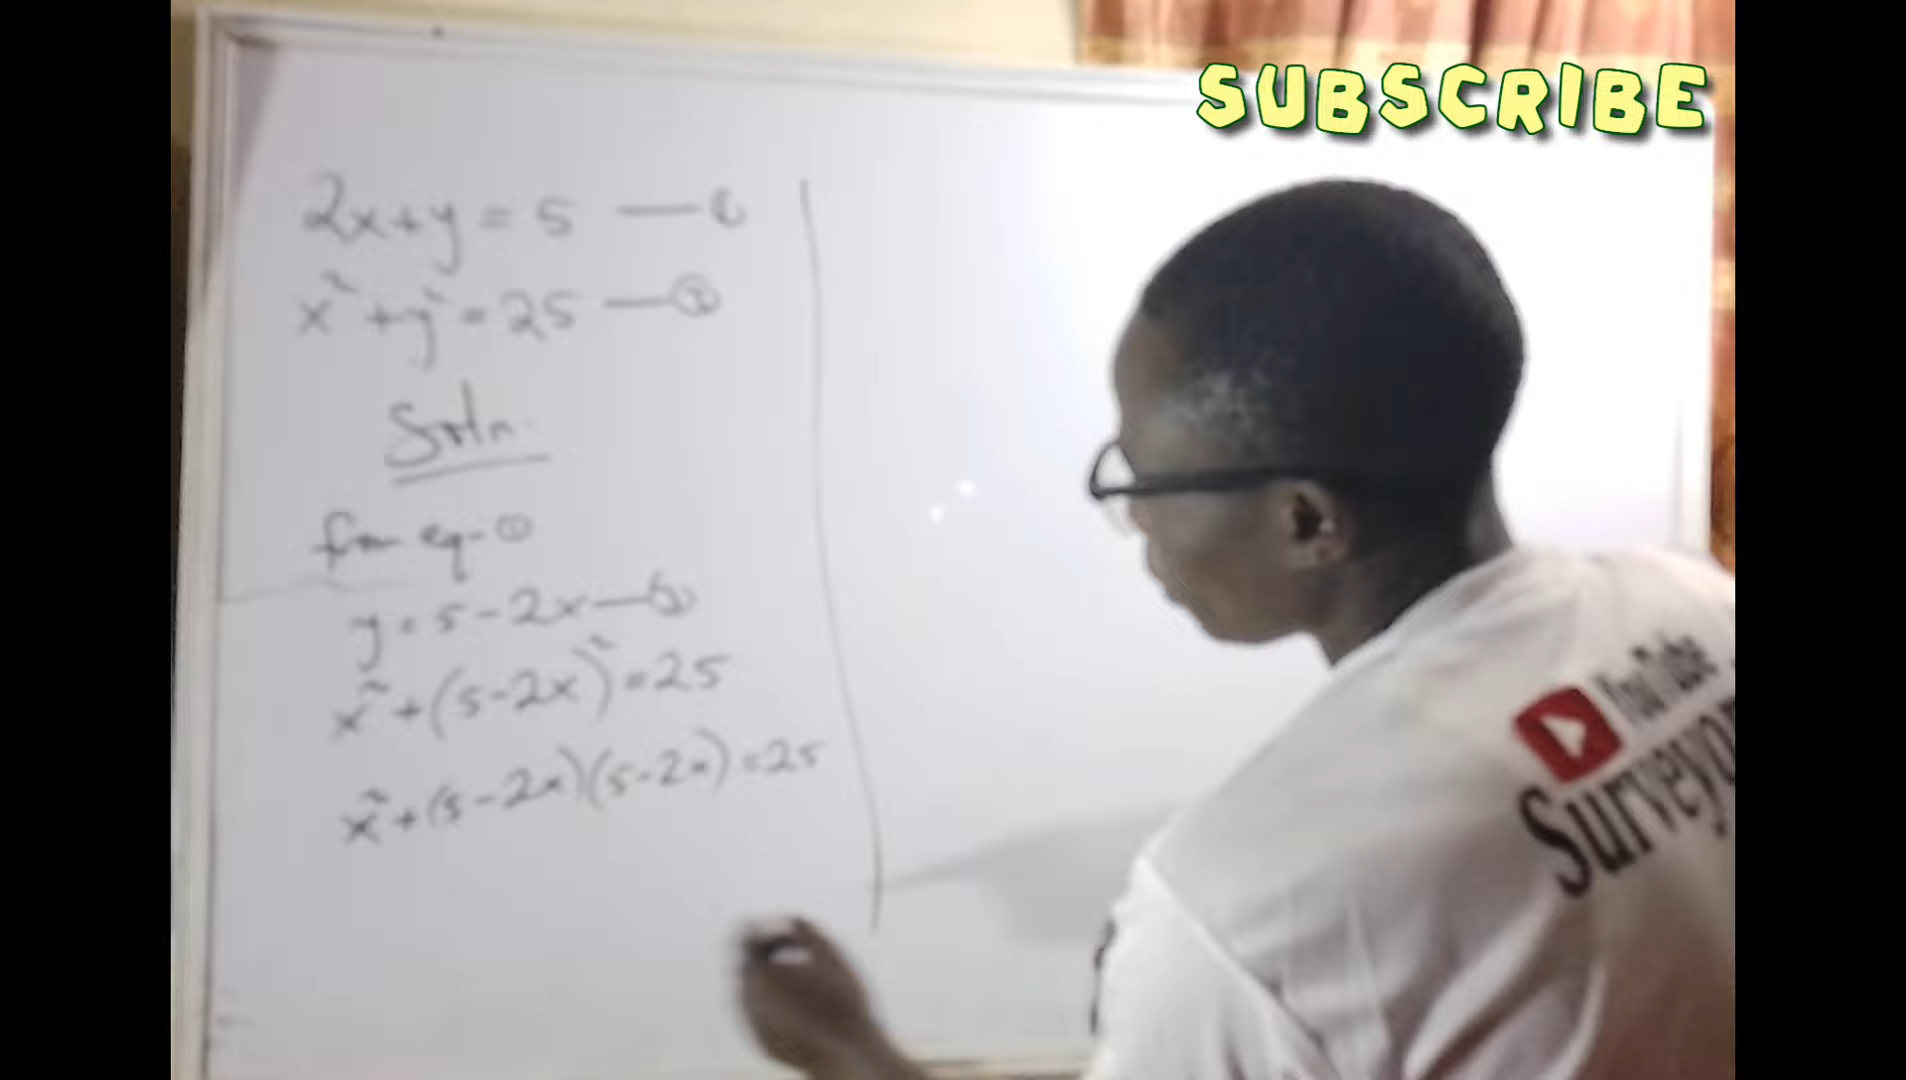 SUBSCRIBE
2x+y = 5 — ①
x² + y² = 25 — ②
Soln.
from eq. ①
y = 5 - 2x — ③
x² + (5-2x)² = 25
x² + (5-2x)(5-2x) = 25
YouTube